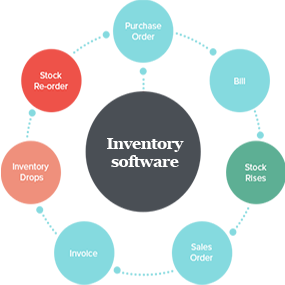 Purchase
Order
Bill
Stock
Rises
Sales
Order
Invoice
Inventory
Drops
Stock
Re-order
Inventory
software